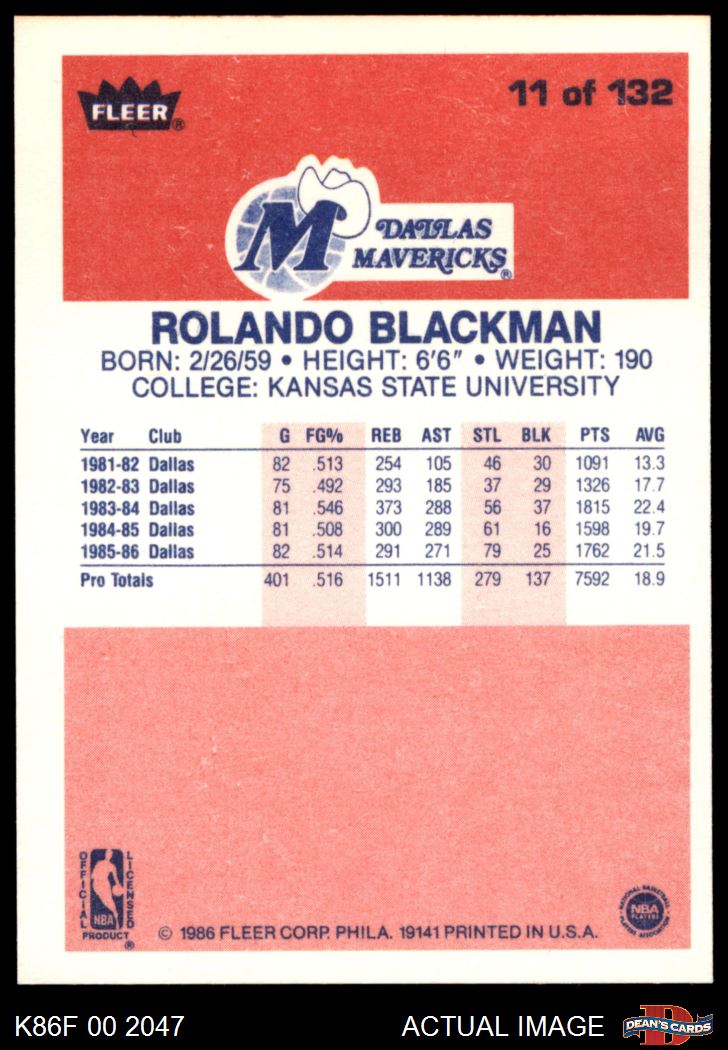 FLEER®
11 of 132
M DALLAS
MAVERICKS®
ROLANDO BLACKMAN
BORN: 2/26/59 • HEIGHT: 6'6" • WEIGHT: 190
COLLEGE: KANSAS STATE UNIVERSITY
Year Club G FG% REB AST STL BLK PTS AVG
1981-82 Dallas 82 .513 254 105 46 30 1091 13.3
1982-83 Dallas 75 .492 293 185 37 29 1326 17.7
1983-84 Dallas 81 .546 373 288 56 37 1815 22.4
1984-85 Dallas 81 .508 300 289 61 16 1598 19.7
1985-86 Dallas 82 .514 291 271 79 25 1762 21.5
Pro Totals 401 .516 1511 1138 279 137 7592 18.9
OFFICIAL LICENSED
NBA
PRODUCT ®
© 1986 FLEER CORP. PHILA. 19141 PRINTED IN U.S.A.
NATIONAL BASKETBALL
NBA
PLAYERS
PLAYERS ASSOCIATION
K86F 00 2047
ACTUAL IMAGE
D
DEAN'S CARDS